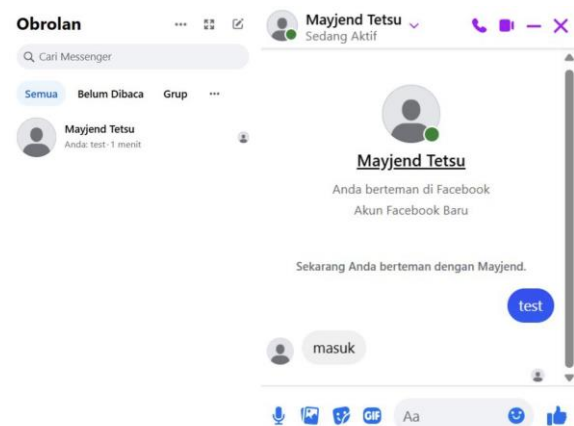 Obrolan
Cari Messenger
Semua Belum Dibaca Grup
Mayjend Tetsu
Anda: test · 1 menit
Mayjend Tetsu
Sedang Aktif
Mayjend Tetsu
Anda berteman di Facebook
Akun Facebook Baru
Sekarang Anda berteman dengan Mayjend.
test
masuk
GIF Aa